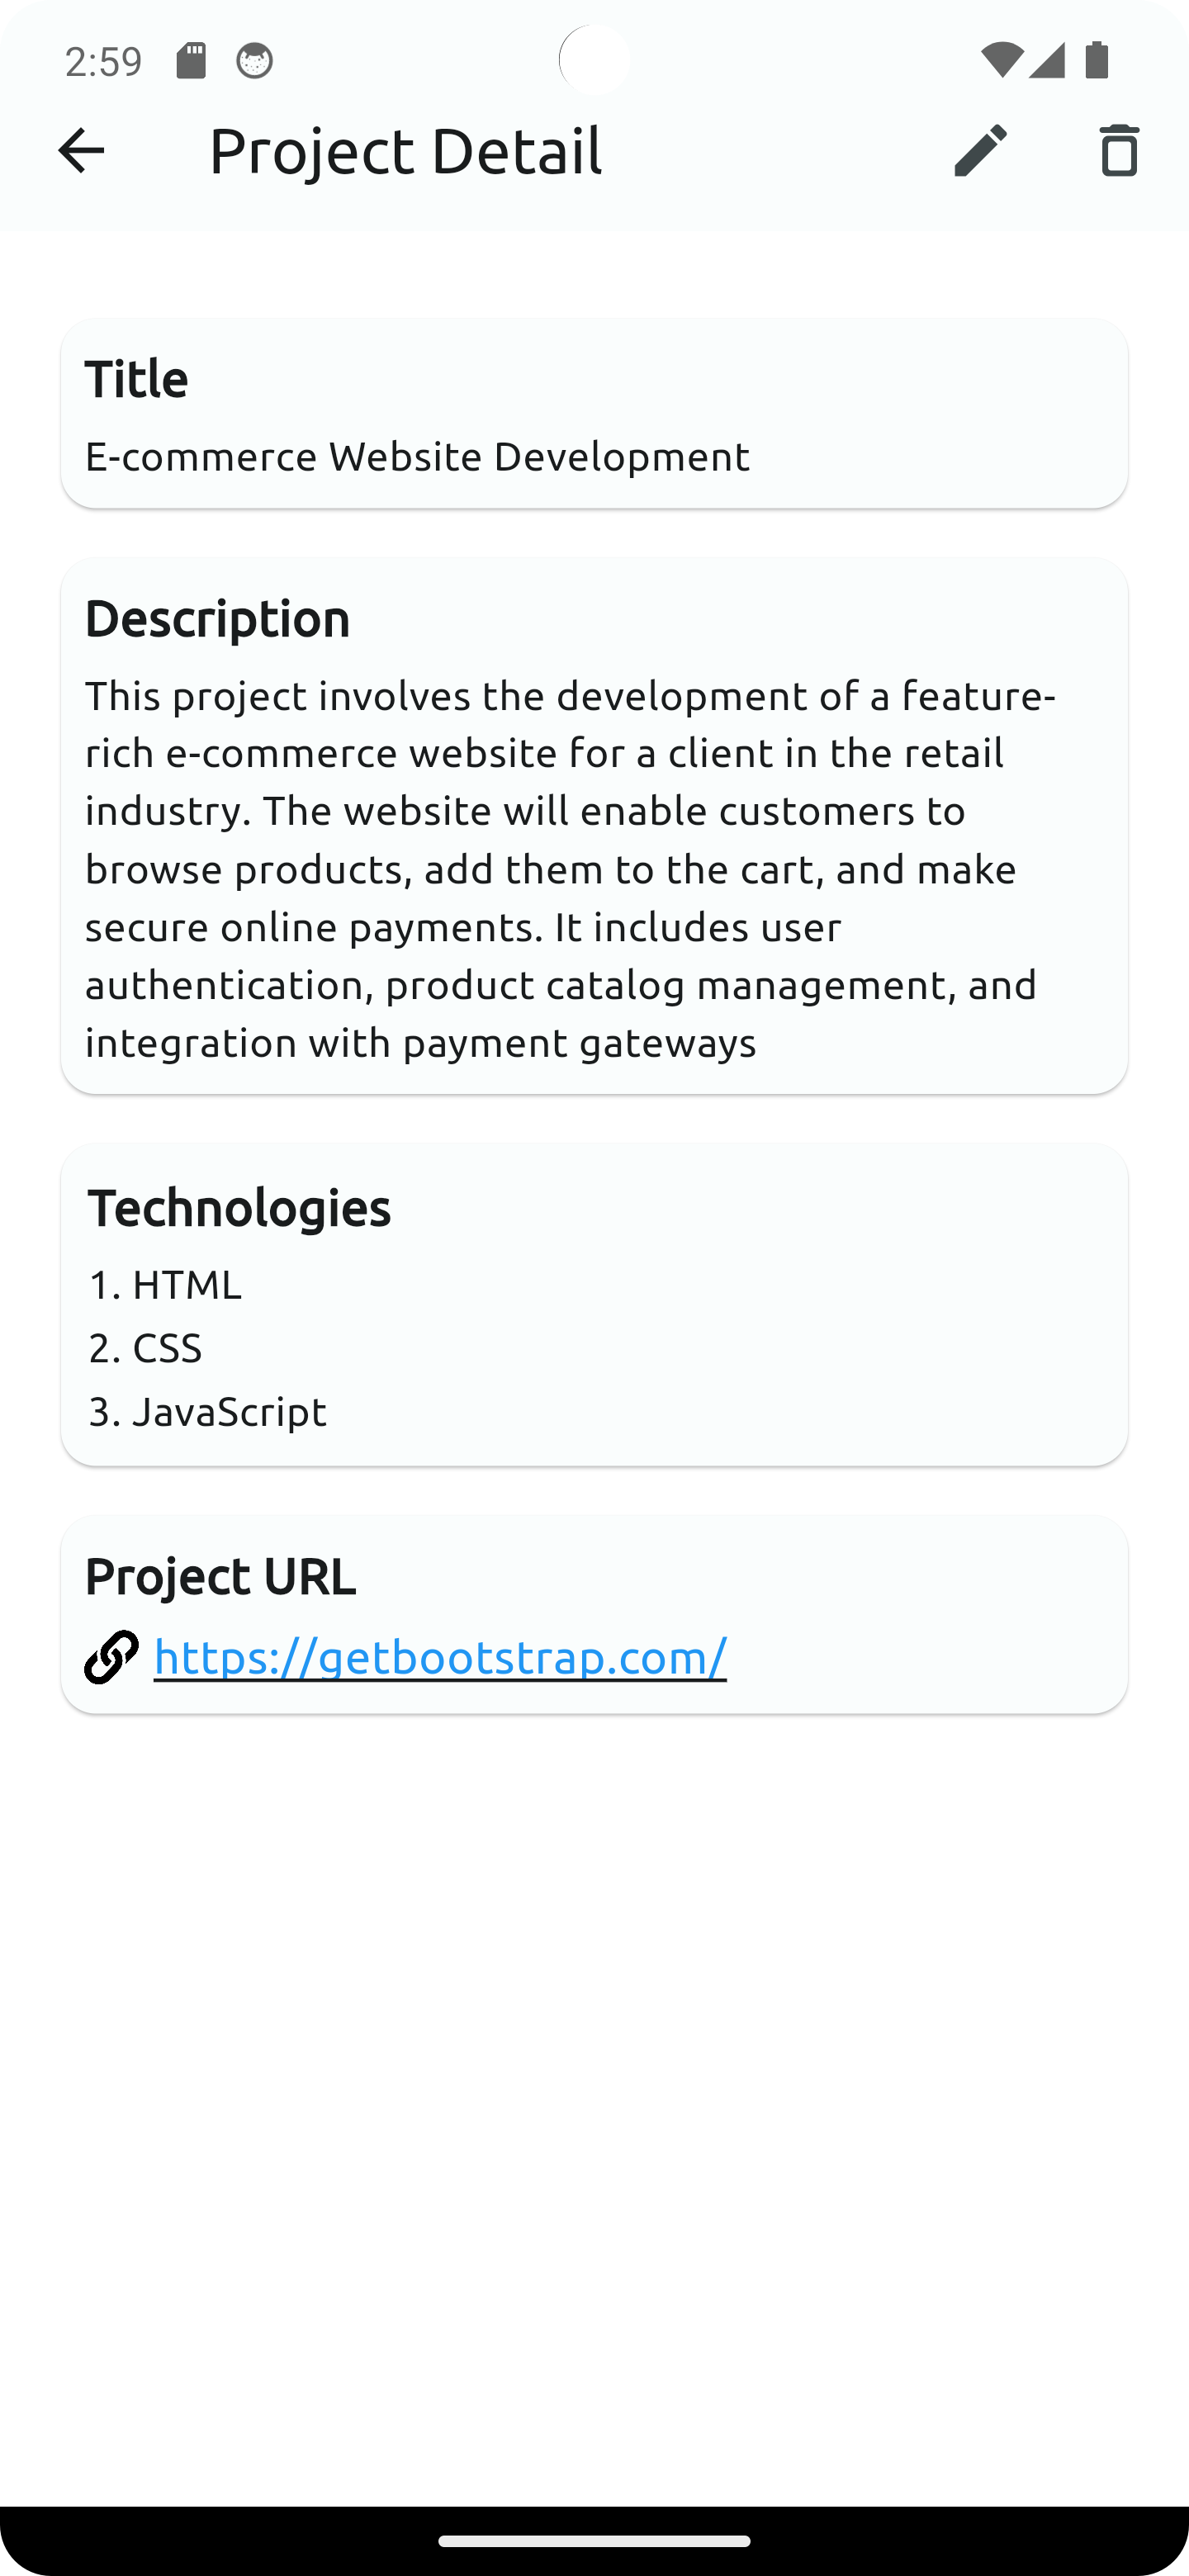 2:59
Project Detail
Title
E-commerce Website Development
Description
This project involves the development of a feature-
rich e-commerce website for a client in the retail
industry. The website will enable customers to
browse products, add them to the cart, and make
secure online payments. It includes user
authentication, product catalog management, and
integration with payment gateways
Technologies
1. HTML
2. CSS
3. JavaScript
Project URL
https://getbootstrap.com/